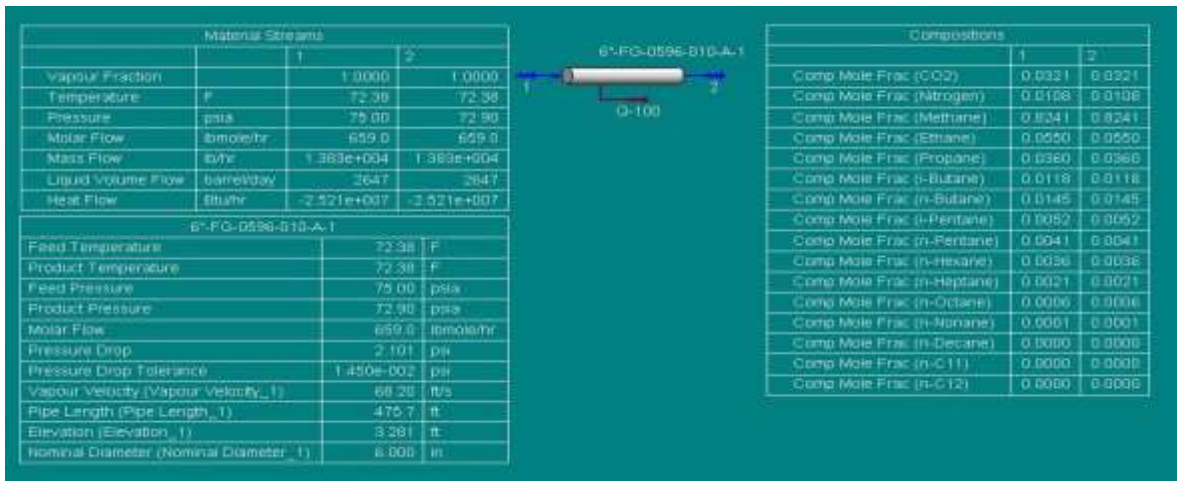 Material Streams
1 2
Vapour Fraction 1.0000 1.0000
Temperature F 72.38 72.38
Pressure psia 75.00 72.90
Molar Flow lbmole/hr 659.0 659.0
Mass Flow lb/hr 1.383e+004 1.383e+004
Liquid Volume Flow barrel/day 2647 2647
Heat Flow Btu/hr -2.521e+007 -2.521e+007
6"-FG-0596-010-A-1
Feed Temperature 72.38 F
Product Temperature 72.38 F
Feed Pressure 75.00 psia
Product Pressure 72.90 psia
Molar Flow 659.0 lbmole/hr
Pressure Drop 2.101 psi
Pressure Drop Tolerance 1.450e-002 psi
Vapour Velocity (Vapour Velocity_1) 68.20 ft/s
Pipe Length (Pipe Length_1) 475.7 ft
Elevation (Elevation_1) 3.281 ft
Nominal Diameter (Nominal Diameter_1) 6.000 in
6"-FG-0596-010-A-1
1 2
Q-100
Compositions
1 2
Comp Mole Frac (CO2) 0.0321 0.0321
Comp Mole Frac (Nitrogen) 0.0108 0.0108
Comp Mole Frac (Methane) 0.8241 0.8241
Comp Mole Frac (Ethane) 0.0550 0.0550
Comp Mole Frac (Propane) 0.0360 0.0360
Comp Mole Frac (i-Butane) 0.0118 0.0118
Comp Mole Frac (n-Butane) 0.0145 0.0145
Comp Mole Frac (i-Pentane) 0.0052 0.0052
Comp Mole Frac (n-Pentane) 0.0041 0.0041
Comp Mole Frac (n-Hexane) 0.0036 0.0036
Comp Mole Frac (n-Heptane) 0.0021 0.0021
Comp Mole Frac (n-Octane) 0.0006 0.0006
Comp Mole Frac (n-Nonane) 0.0001 0.0001
Comp Mole Frac (n-Decane) 0.0000 0.0000
Comp Mole Frac (n-C11) 0.0000 0.0000
Comp Mole Frac (n-C12) 0.0000 0.0000